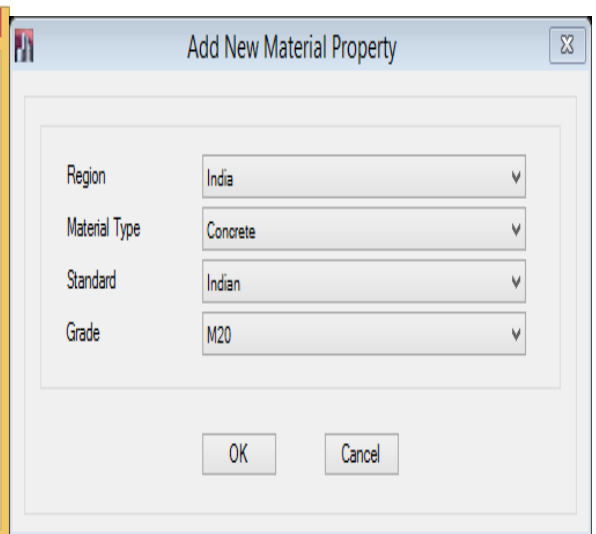 Add New Material Property
Region India
Material Type Concrete
Standard Indian
Grade M20
OK Cancel